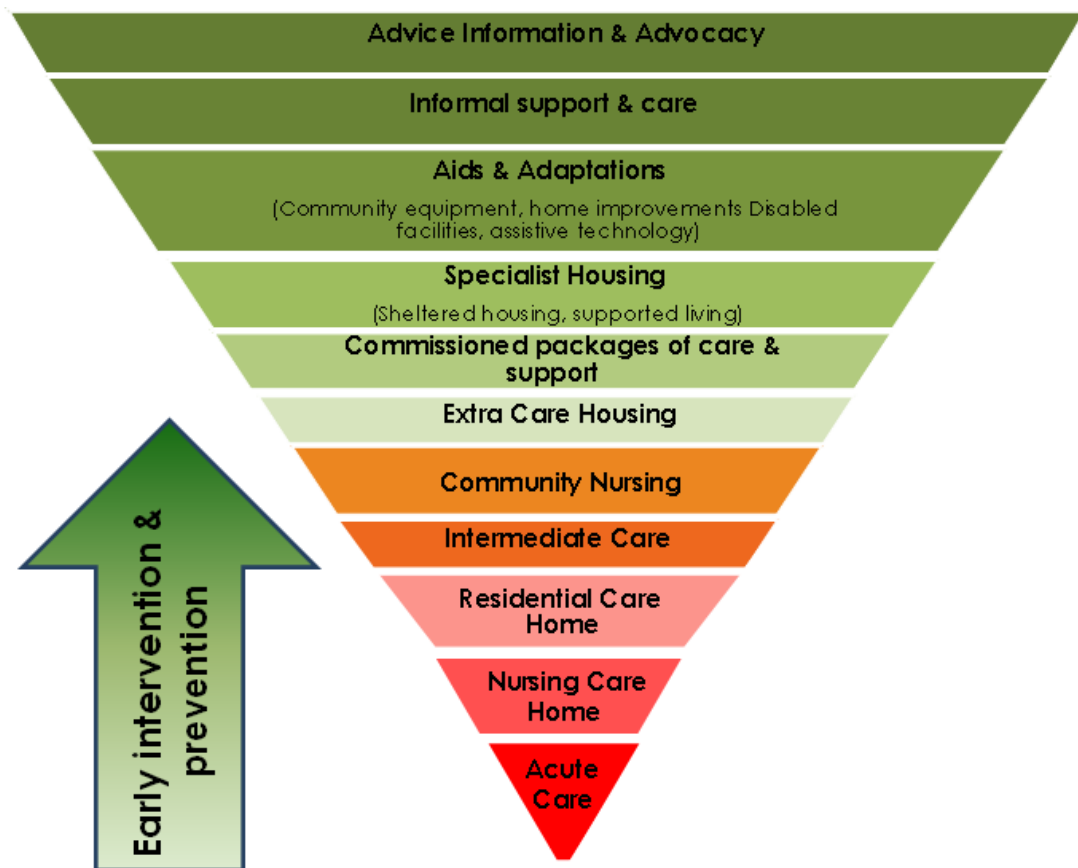 Advice Information & Advocacy
Informal support & care
Aids & Adaptations
(Community equipment, home improvements Disabled
facilities, assistive technology)
Specialist Housing
(Sheltered housing, supported living)
Commissioned packages of care &
support
Extra Care Housing
Community Nursing
Intermediate Care
Residential Care
Home
Nursing Care
Home
Acute
Care
Early intervention &
prevention